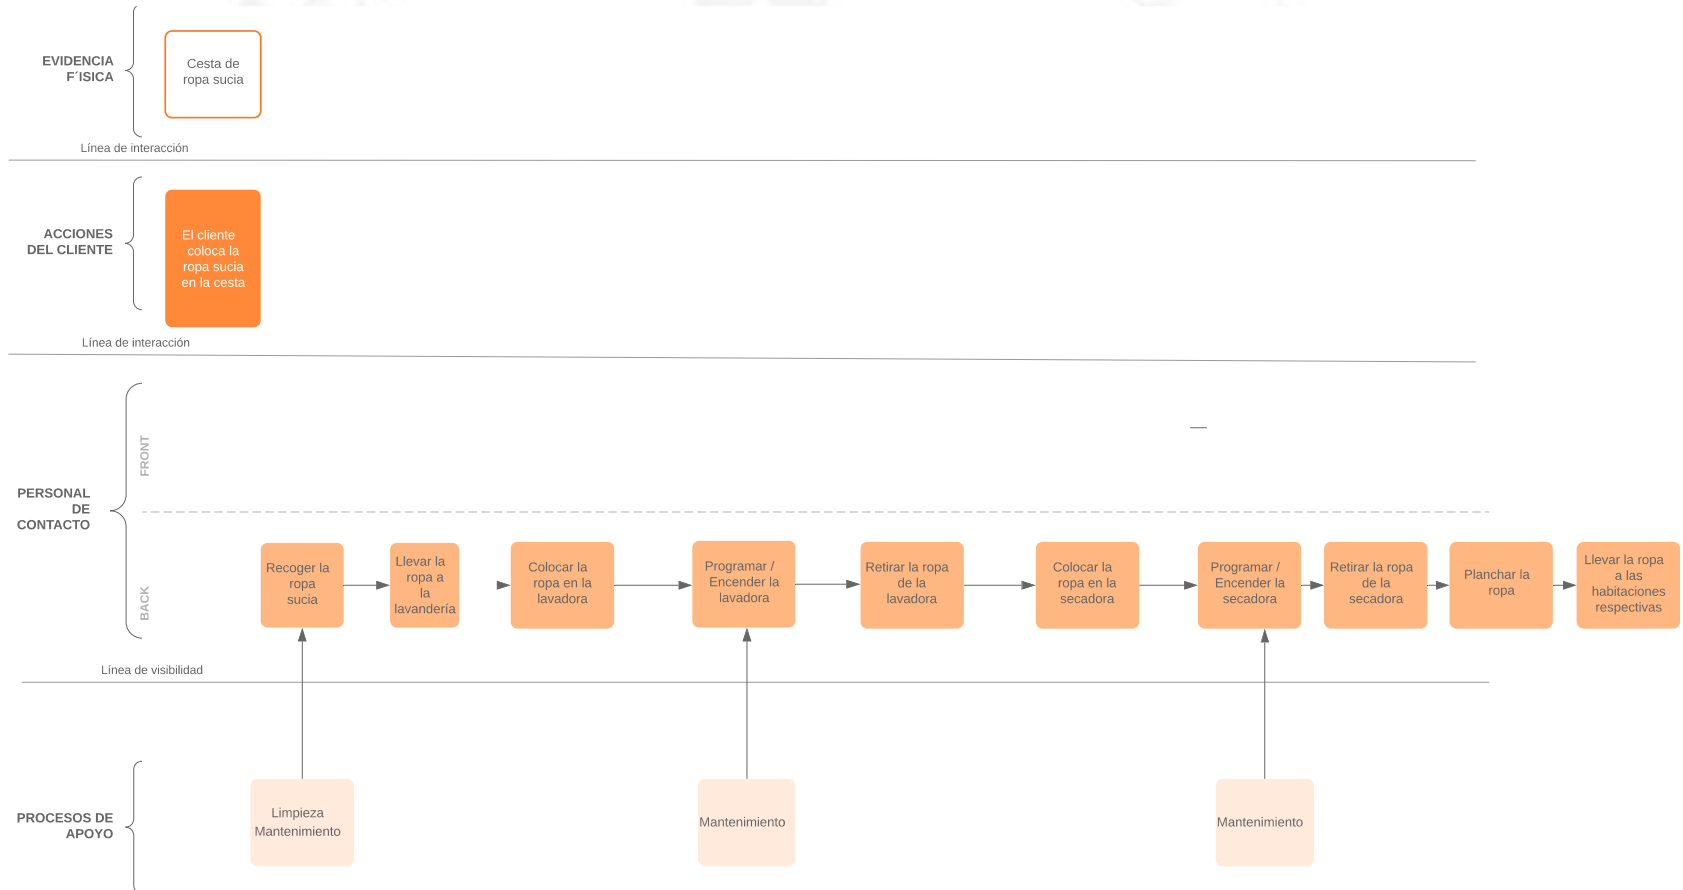 EVIDENCIA
F´ISICA
Cesta de
ropa sucia
Línea de interacción
ACCIONES
DEL CLIENTE
El cliente
coloca la
ropa sucia
en la cesta
Línea de interacción
PERSONAL
DE
CONTACTO
FRONT
BACK
Recoger la
ropa
sucia
Llevar la
ropa a
la
lavandería
Colocar la
ropa en la
lavadora
Programar /
Encender la
lavadora
Retirar la ropa
de la
lavadora
Colocar la
ropa en la
secadora
Programar /
Encender la
secadora
Retirar la ropa
de la
secadora
Planchar la
ropa
Llevar la ropa
a las
habitaciones
respectivas
Línea de visibilidad
PROCESOS DE
APOYO
Limpieza
Mantenimiento
Mantenimiento
Mantenimiento